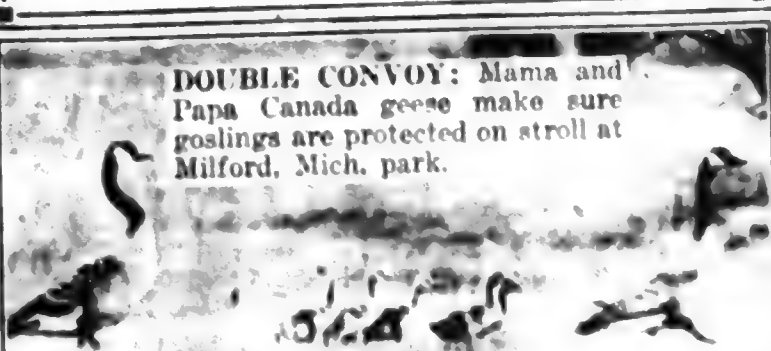 DOUBLE CONVOY: Mama and
Papa Canada geese make sure
goslings are protected on stroll at
Milford, Mich. park.